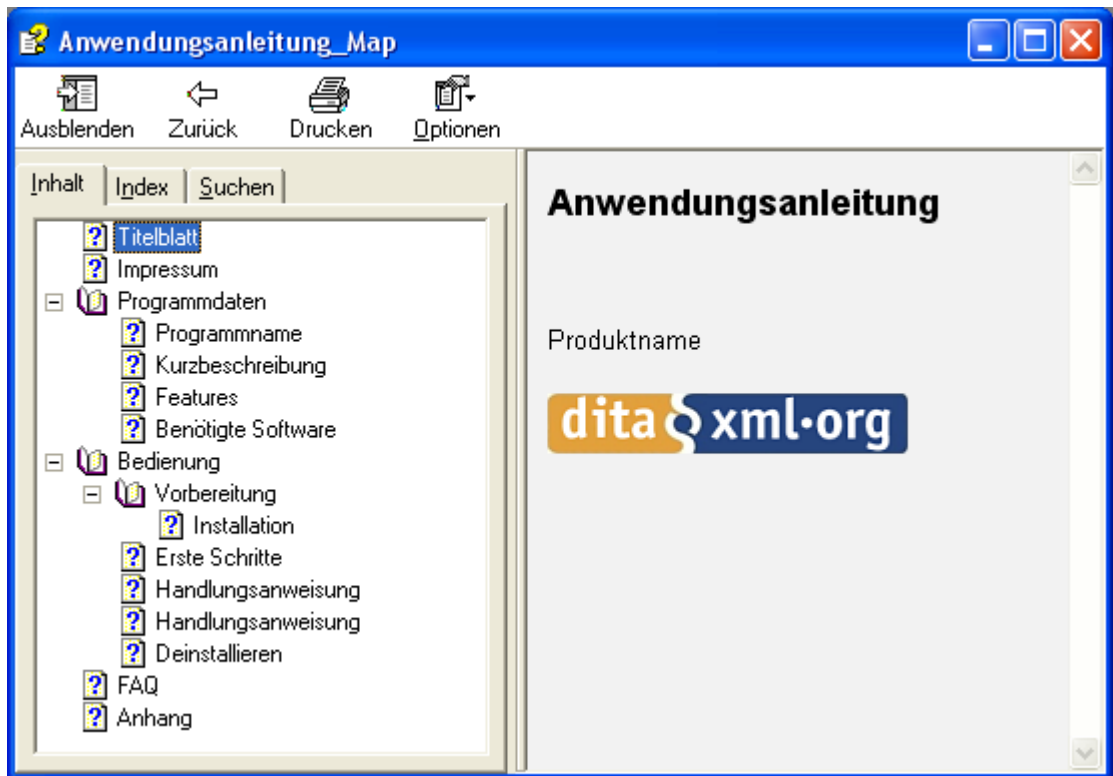 Anwendungsanleitung_Map
Ausblenden Zurück Drucken Optionen
Inhalt Index Suchen
Titelblatt
Impressum
Programmdaten
Programmname
Kurzbeschreibung
Features
Benötigte Software
Bedienung
Vorbereitung
Installation
Erste Schritte
Handlungsanweisung
Handlungsanweisung
Deinstallieren
FAQ
Anhang
Anwendungsanleitung
Produktname
dita xml•org